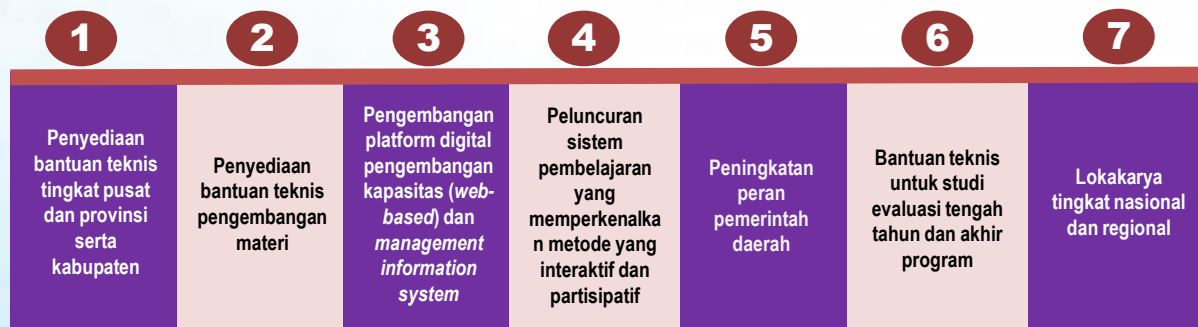 1
Penyediaan
bantuan teknis
tingkat pusat
dan provinsi
serta
kabupaten
2
Penyediaan
bantuan teknis
pengembangan
materi
3
Pengembangan
platform digital
pengembangan
kapasitas (web-
based) dan
management
information
system
4
Peluncuran
sistem
pembelajaran
yang
memperkenalka
n metode yang
interaktif dan
partisipatif
5
Peningkatan
peran
pemerintah
daerah
6
Bantuan teknis
untuk studi
evaluasi tengah
tahun dan akhir
program
7
Lokakarya
tingkat nasional
dan regional